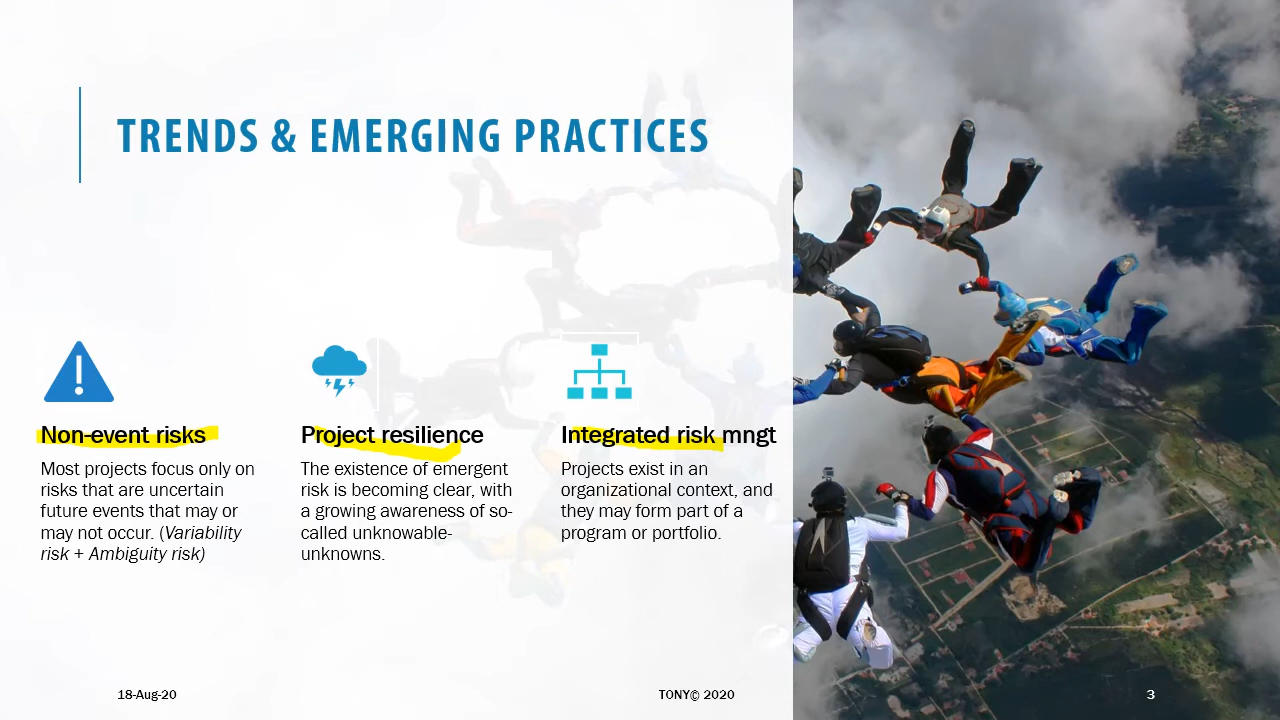 TRENDS & EMERGING PRACTICES
Non-event risks
Most projects focus only on
risks that are uncertain
future events that may or
may not occur. (Variability
risk + Ambiguity risk)
Project resilience
The existence of emergent
risk is becoming clear, with
a growing awareness of so-
called unknowable-
unknowns.
Integrated risk mngt
Projects exist in an
organizational context, and
they may form part of a
program or portfolio.
18-Aug-20
TONY© 2020
3